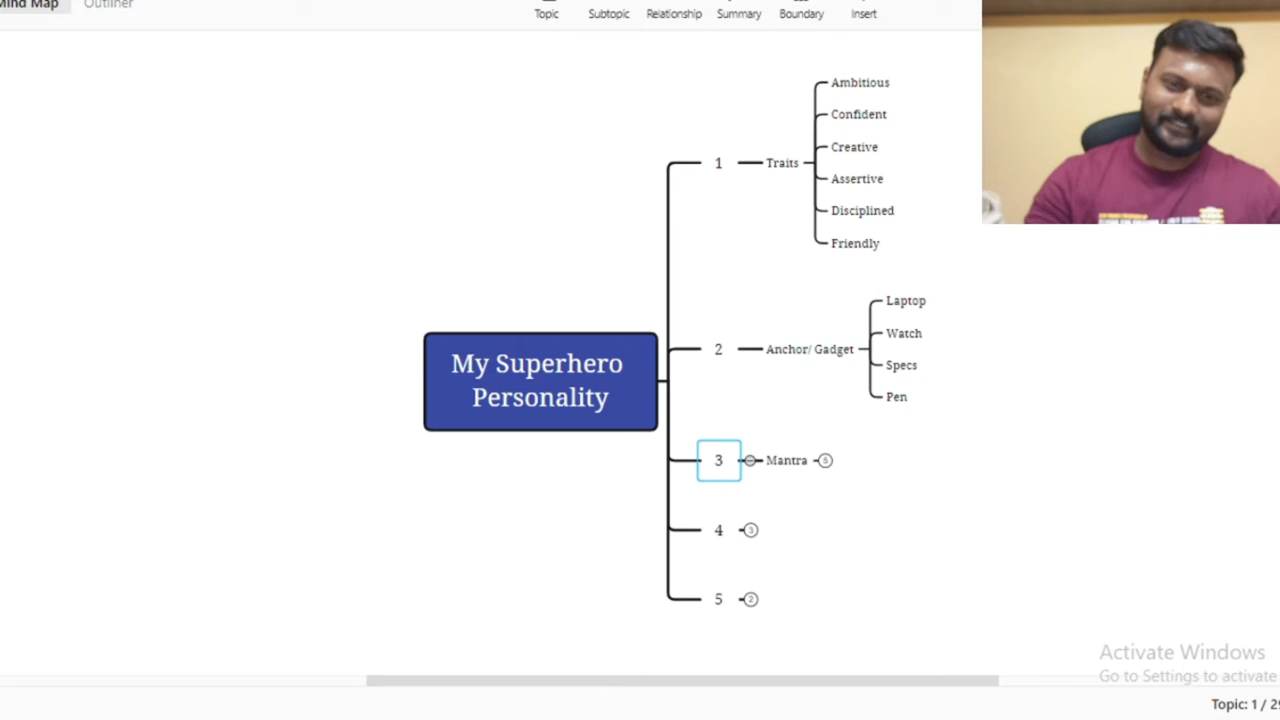 Mind Map
Outliner
Topic
Subtopic
Relationship
Summary
Boundary
Insert
Ambitious
Confident
1
Traits
Creative
Assertive
Disciplined
Friendly
My Superhero
Personality
2
Anchor/ Gadget
Laptop
Watch
Specs
Pen
3
Mantra
5
4
3
5
2
Activate Windows
Go to Settings to activate
Topic: 1 /